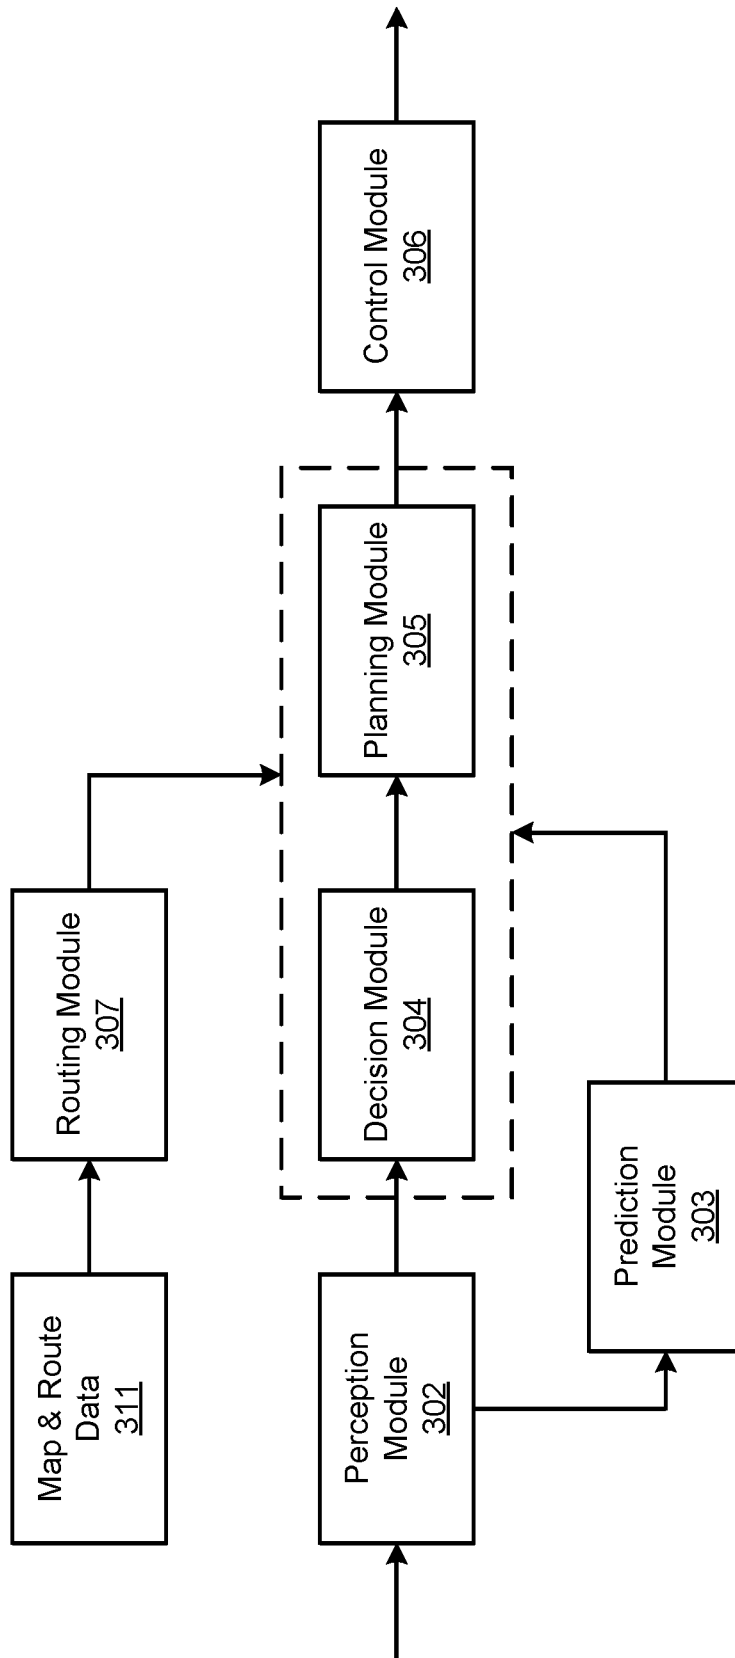 Map & Route
Data
311
Routing Module
307
Perception
Module
302
Decision Module
304
Planning Module
305
Control Module
306
Prediction
Module
303